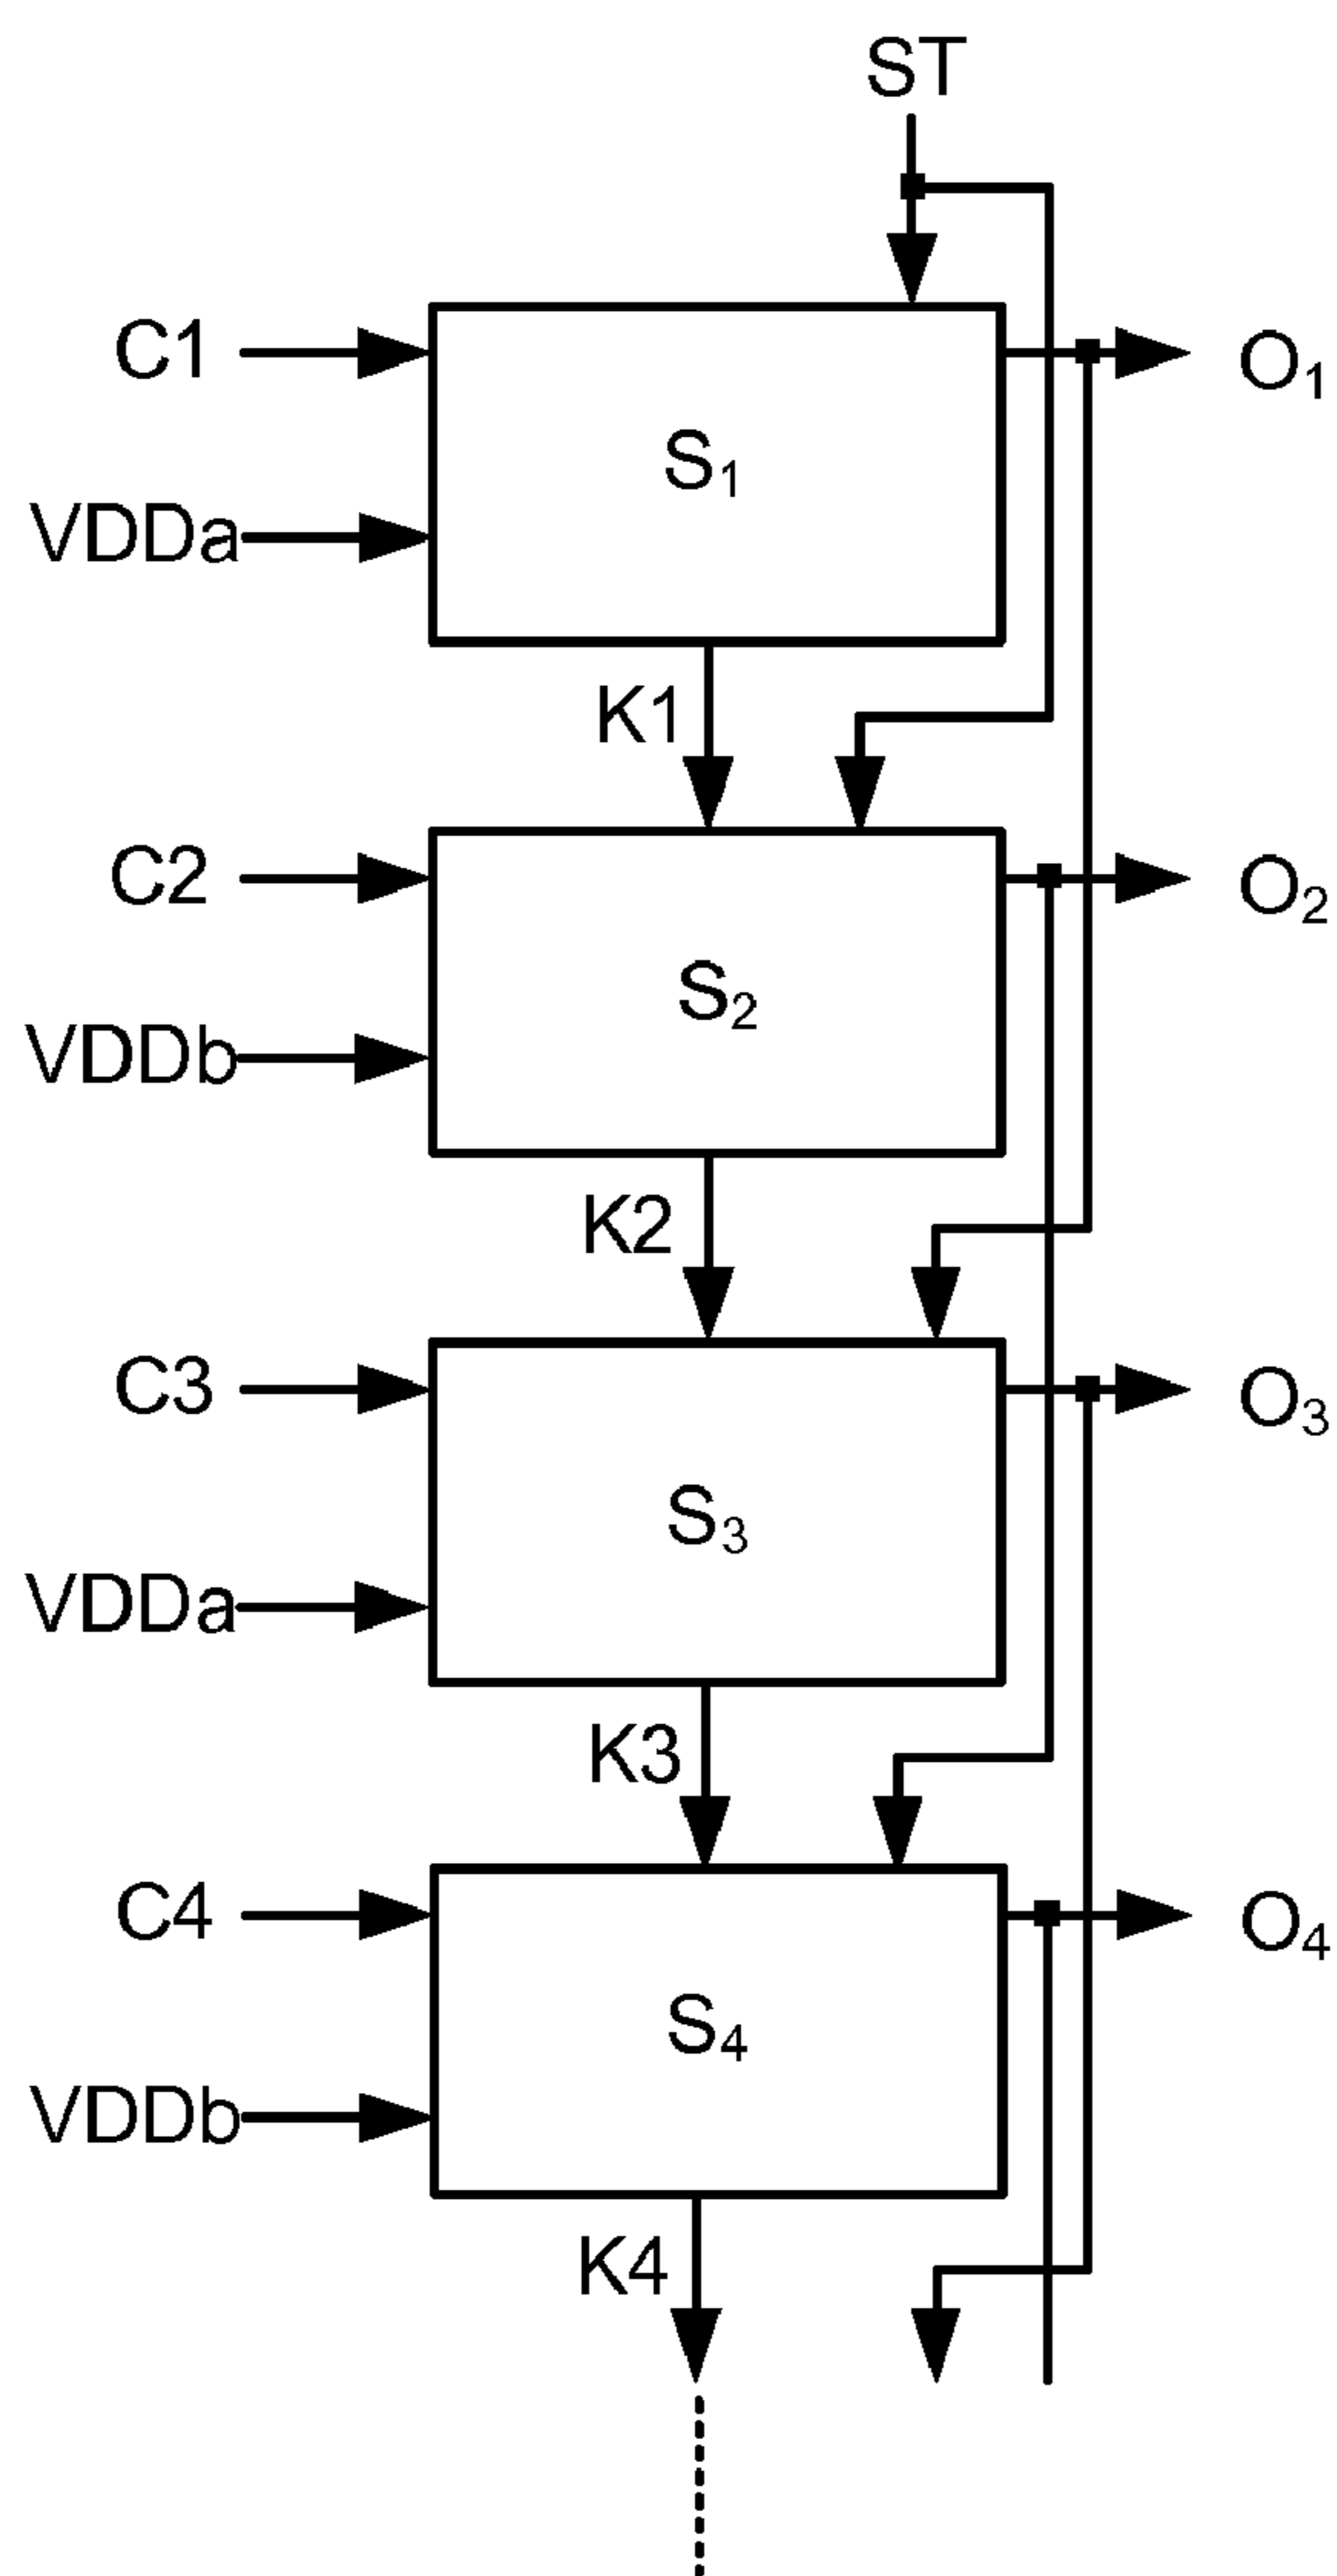 ST
C1
O₁
S₁
VDDa
K1
C2
O₂
S₂
VDDb
K2
C3
O₃
S₃
VDDa
K3
C4
O₄
S₄
VDDb
K4